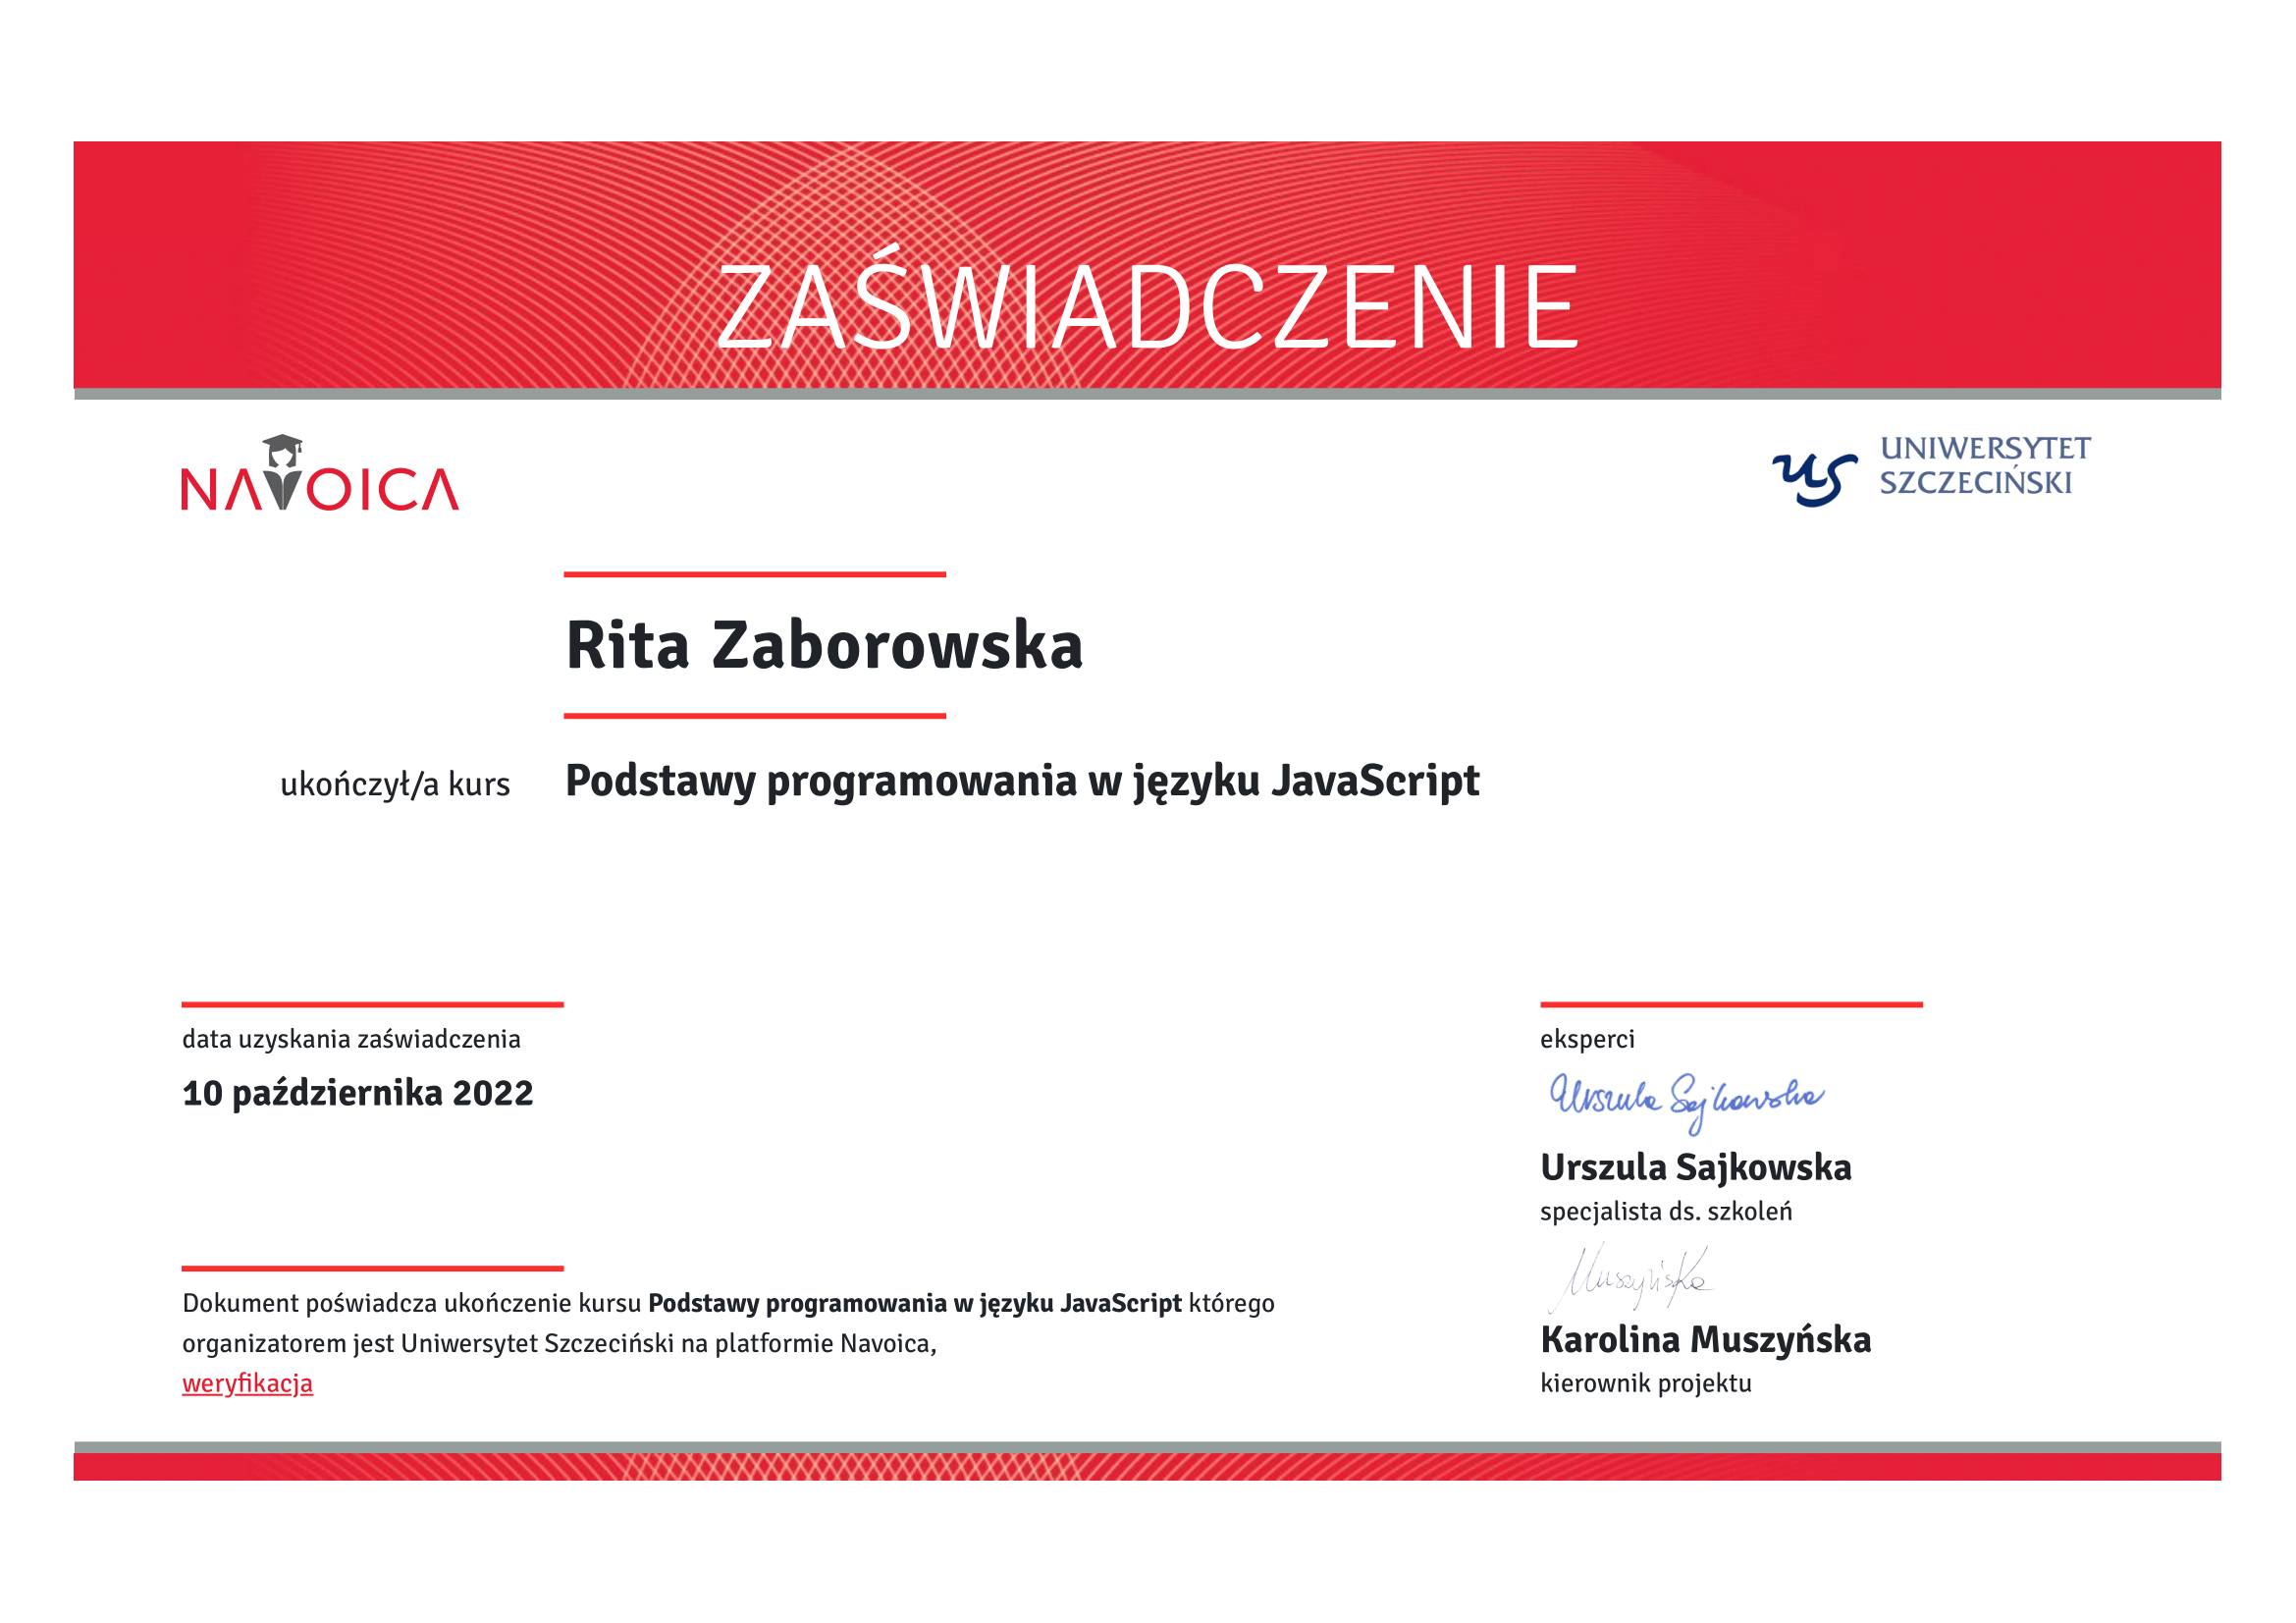 ZAŚWIADCZENIE
NAVOICA
UNIWERSYTET
SZCZECIŃSKI
Rita Zaborowska
ukończył/a kurs Podstawy programowania w języku JavaScript
data uzyskania zaświadczenia
10 października 2022
eksperci
Urszula Sajkowska
Urszula Sajkowska
specjalista ds. szkoleń
Muszyńska
Karolina Muszyńska
kierownik projektu
Dokument poświadcza ukończenie kursu Podstawy programowania w języku JavaScript którego
organizatorem jest Uniwersytet Szczeciński na platformie Navoica,
weryfikacja